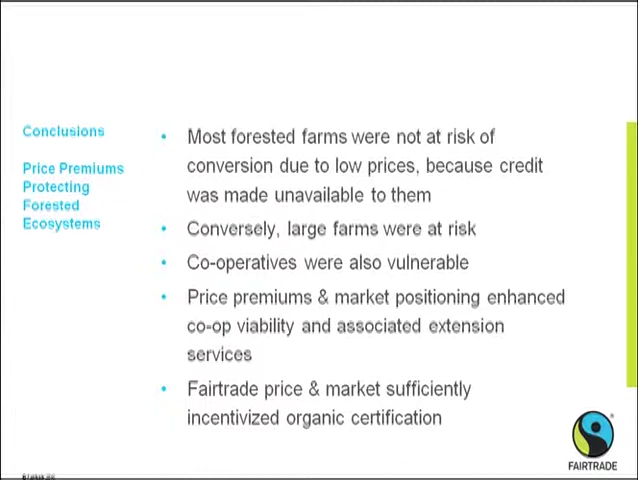 Conclusions
Price Premiums
Protecting
Forested
Ecosystems
• Most forested farms were not at risk of
conversion due to low prices, because credit
was made unavailable to them
• Conversely, large farms were at risk
• Co-operatives were also vulnerable
• Price premiums & market positioning enhanced
co-op viability and associated extension
services
• Fairtrade price & market sufficiently
incentivized organic certification
FAIRTRADE